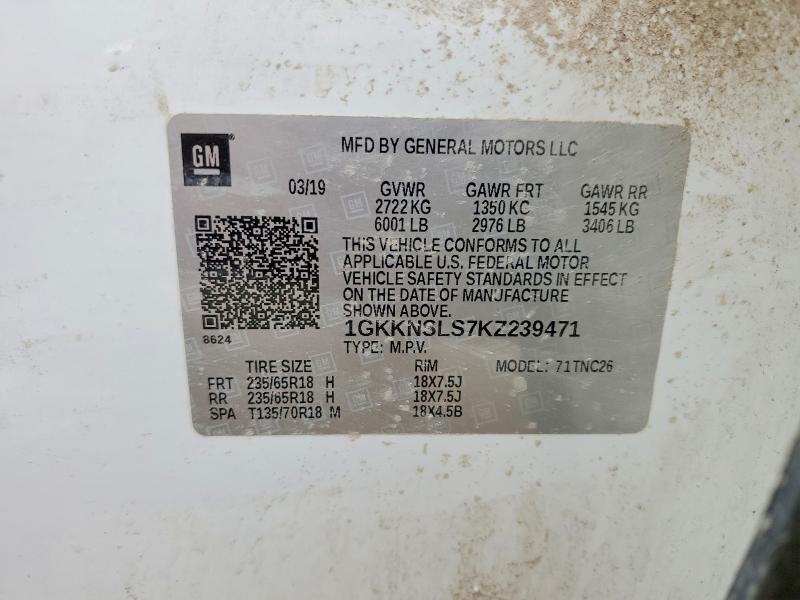 GM
MFD BY GENERAL MOTORS LLC
03/19 GVWR GAWR FRT GAWR RR
2722 KG 1350 KG 1545 KG
6001 LB 2976 LB 3406 LB
THIS VEHICLE CONFORMS TO ALL
APPLICABLE U.S. FEDERAL MOTOR
VEHICLE SAFETY STANDARDS IN EFFECT
ON THE DATE OF MANUFACTURE
SHOWN ABOVE.
1GKKNSLS7KZ239471
8624
TYPE: M.P.V.
TIRE SIZE RIM MODEL: 71TNC26
FRT 235/65R18 H 18X7.5J
RR 235/65R18 H 18X7.5J
SPA T135/70R18 M 18X4.5B